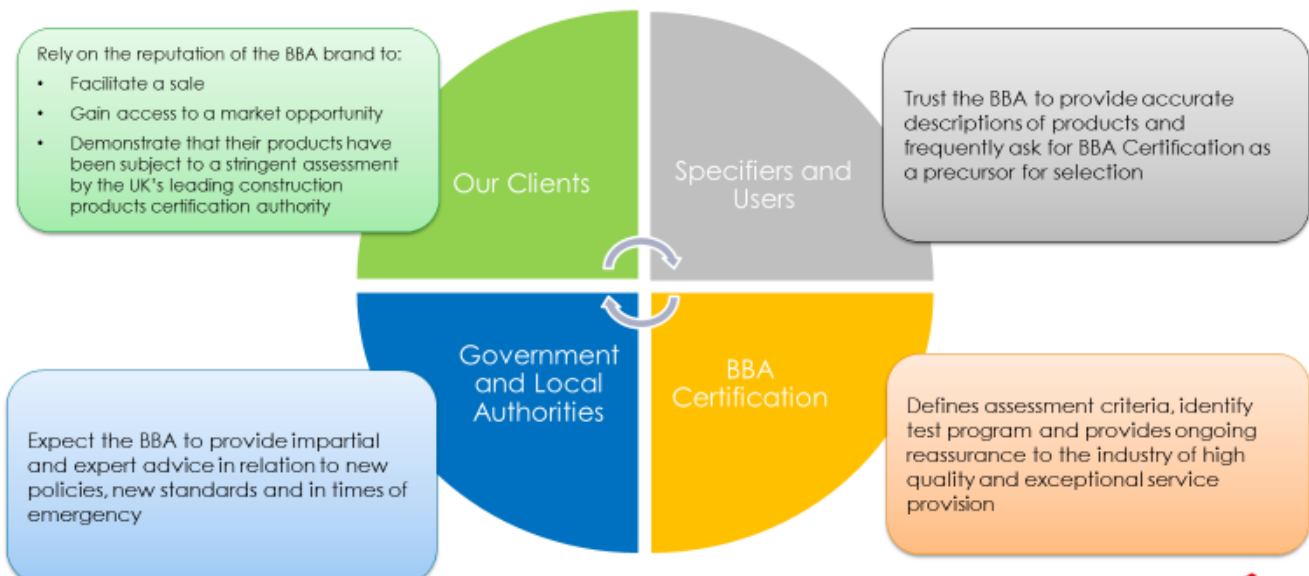 Rely on the reputation of the BBA brand to:
• Facilitate a sale
• Gain access to a market opportunity
• Demonstrate that their products have
been subject to a stringent assessment
by the UK's leading construction
products certification authority
Our Clients
Specifiers and
Users
Trust the BBA to provide accurate
descriptions of products and
frequently ask for BBA Certification as
a precursor for selection
Expect the BBA to provide impartial
and expert advice in relation to new
policies, new standards and in times of
emergency
Government
and Local
Authorities
BBA
Certification
Defines assessment criteria, identify
test program and provides ongoing
reassurance to the industry of high
quality and exceptional service
provision